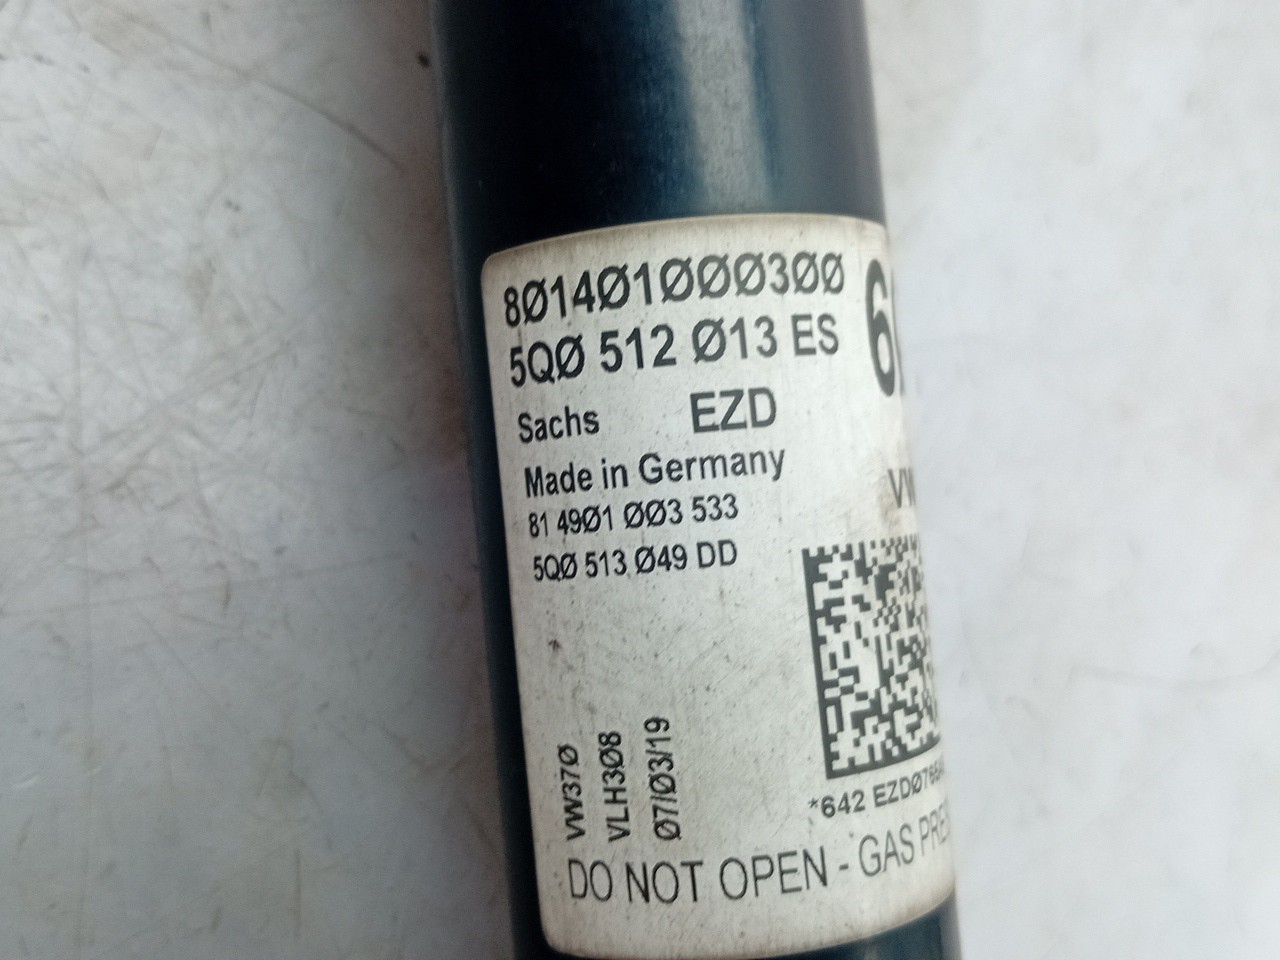 8Ø14Ø1ØØØ3ØØ
5QØ 512 Ø13 ES
Sachs EZD
Made in Germany
81 49Ø1 ØØ3 533
5QØ 513 Ø49 DD
VW37Ø
VLH3Ø8
Ø7/Ø3/19
*642
DO NOT OPEN - GAS